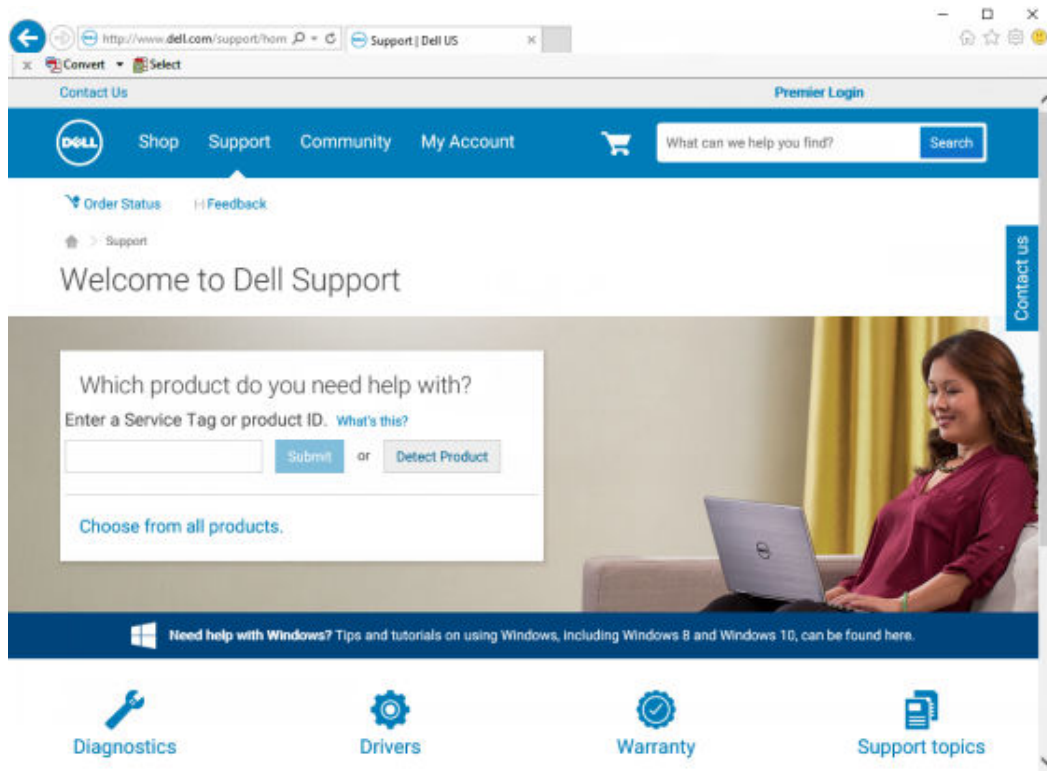 http://www.dell.com/support/hom
Support | Dell US
x Convert Select
Contact Us Premier Login
DELL Shop Support Community My Account What can we help you find? Search
Order Status Feedback
Support
Welcome to Dell Support
Contact us
Which product do you need help with?
Enter a Service Tag or product ID. What's this?
Submit or Detect Product
Choose from all products.
Need help with Windows? Tips and tutorials on using Windows, including Windows 8 and Windows 10, can be found here.
Diagnostics Drivers Warranty Support topics